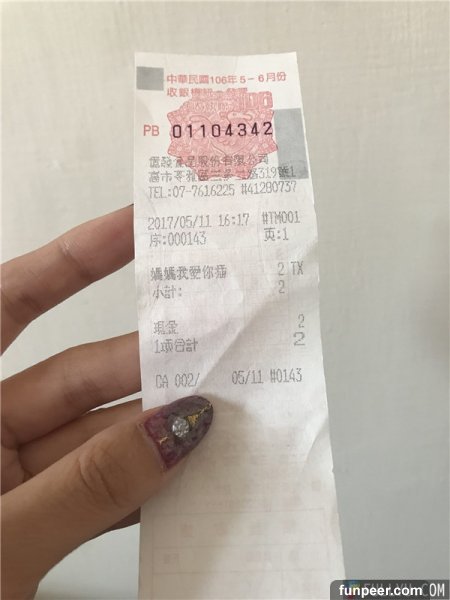 中華民國106年5-6月份
PB 01104342
TEL:07-7616225 #41280737
2017/05/11 16:17 #TM001
序:000143 頁:1
媽媽我愛你插 2 TX
小計: 2
現金 2
1項合計 2
CA 002/ 05/11 #0143
funpeer.com